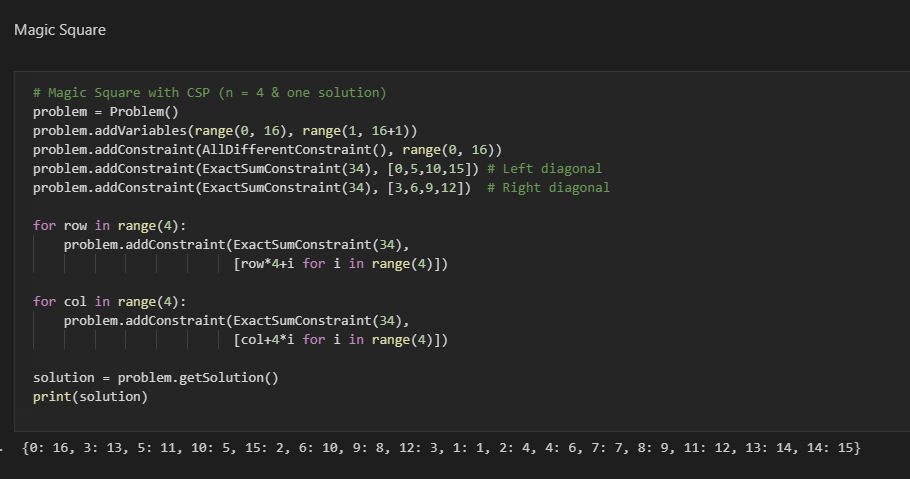 Magic Square
# Magic Square with CSP (n = 4 & one solution)
problem = Problem()
problem.addVariables(range(0, 16), range(1, 16+1))
problem.addConstraint(AllDifferentConstraint(), range(0, 16))
problem.addConstraint(ExactSumConstraint(34), [0,5,10,15]) # Left diagonal
problem.addConstraint(ExactSumConstraint(34), [3,6,9,12])  # Right diagonal
for row in range(4):
    problem.addConstraint(ExactSumConstraint(34),
                          [row*4+i for i in range(4)])
for col in range(4):
    problem.addConstraint(ExactSumConstraint(34),
                          [col+4*i for i in range(4)])
solution = problem.getSolution()
print(solution)
{0: 16, 3: 13, 5: 11, 10: 5, 15: 2, 6: 10, 9: 8, 12: 3, 1: 1, 2: 4, 4: 6, 7: 7, 8: 9, 11: 12, 13: 14, 14: 15}